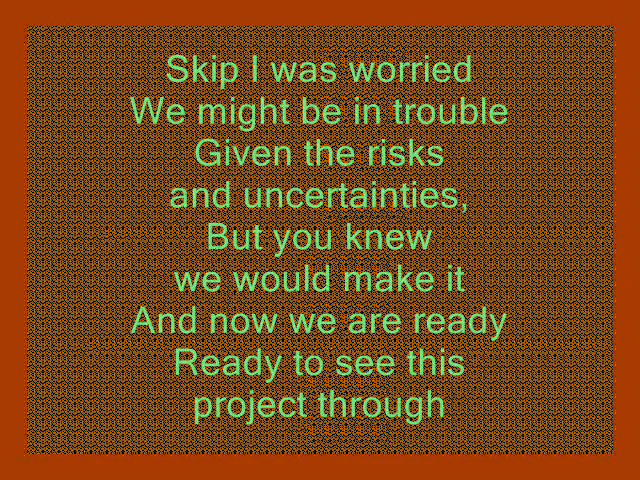 Skip I was worried
We might be in trouble
Given the risks
and uncertainties,
But you knew
we would make it
And now we are ready
Ready to see this
project through